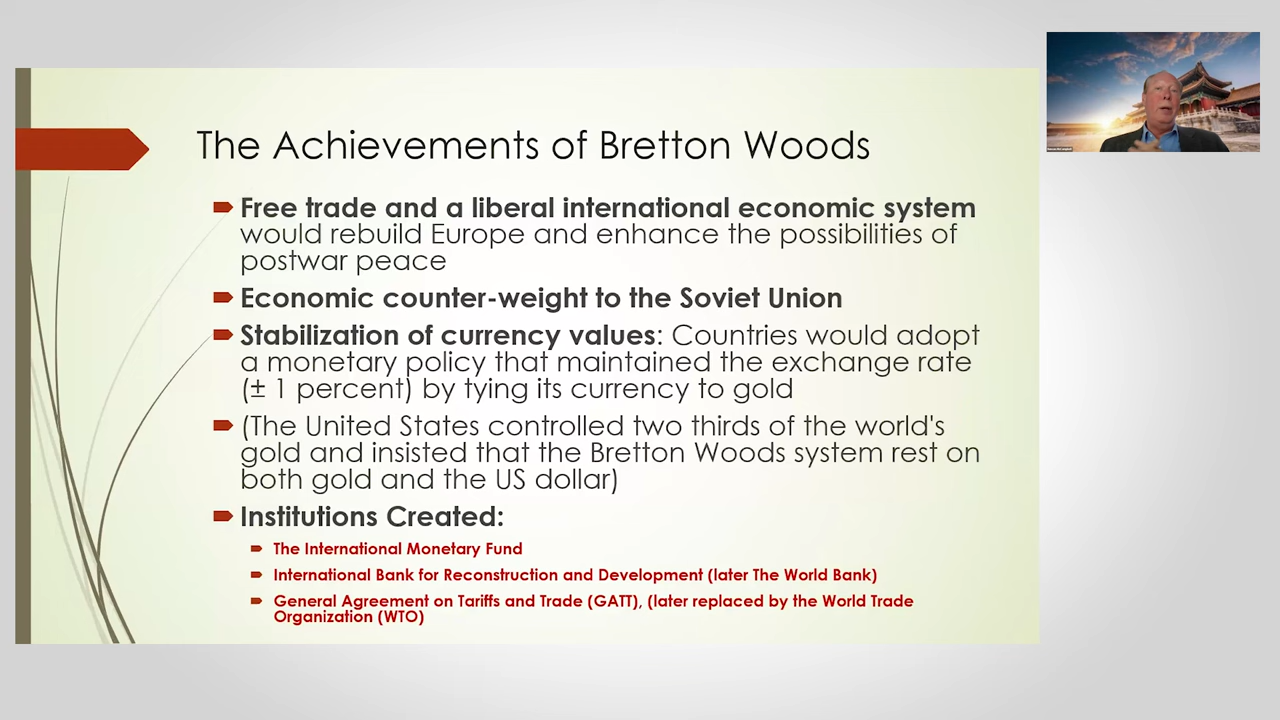 The Achievements of Bretton Woods
Free trade and a liberal international economic system
would rebuild Europe and enhance the possibilities of
postwar peace
Economic counter-weight to the Soviet Union
Stabilization of currency values: Countries would adopt
a monetary policy that maintained the exchange rate
(± 1 percent) by tying its currency to gold
(The United States controlled two thirds of the world's
gold and insisted that the Bretton Woods system rest on
both gold and the US dollar)
Institutions Created:
The International Monetary Fund
International Bank for Reconstruction and Development (later The World Bank)
General Agreement on Tariffs and Trade (GATT), (later replaced by the World Trade
Organization (WTO)